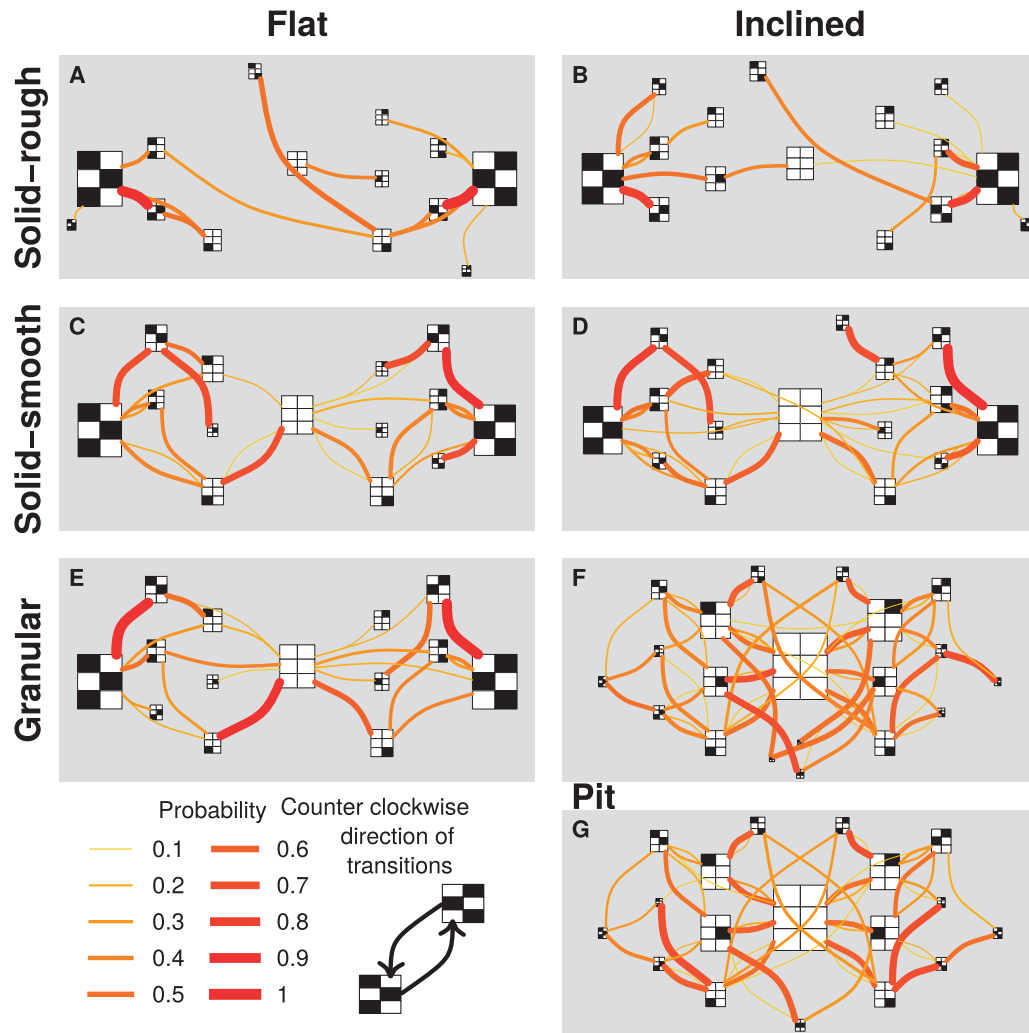 Flat
Inclined
Solid−rough
A
B
Solid−smooth
C
D
Granular
E
F
Pit
G
Probability
Counter clockwise
direction of
transitions
0.1
0.6
0.2
0.7
0.3
0.8
0.4
0.9
0.5
1